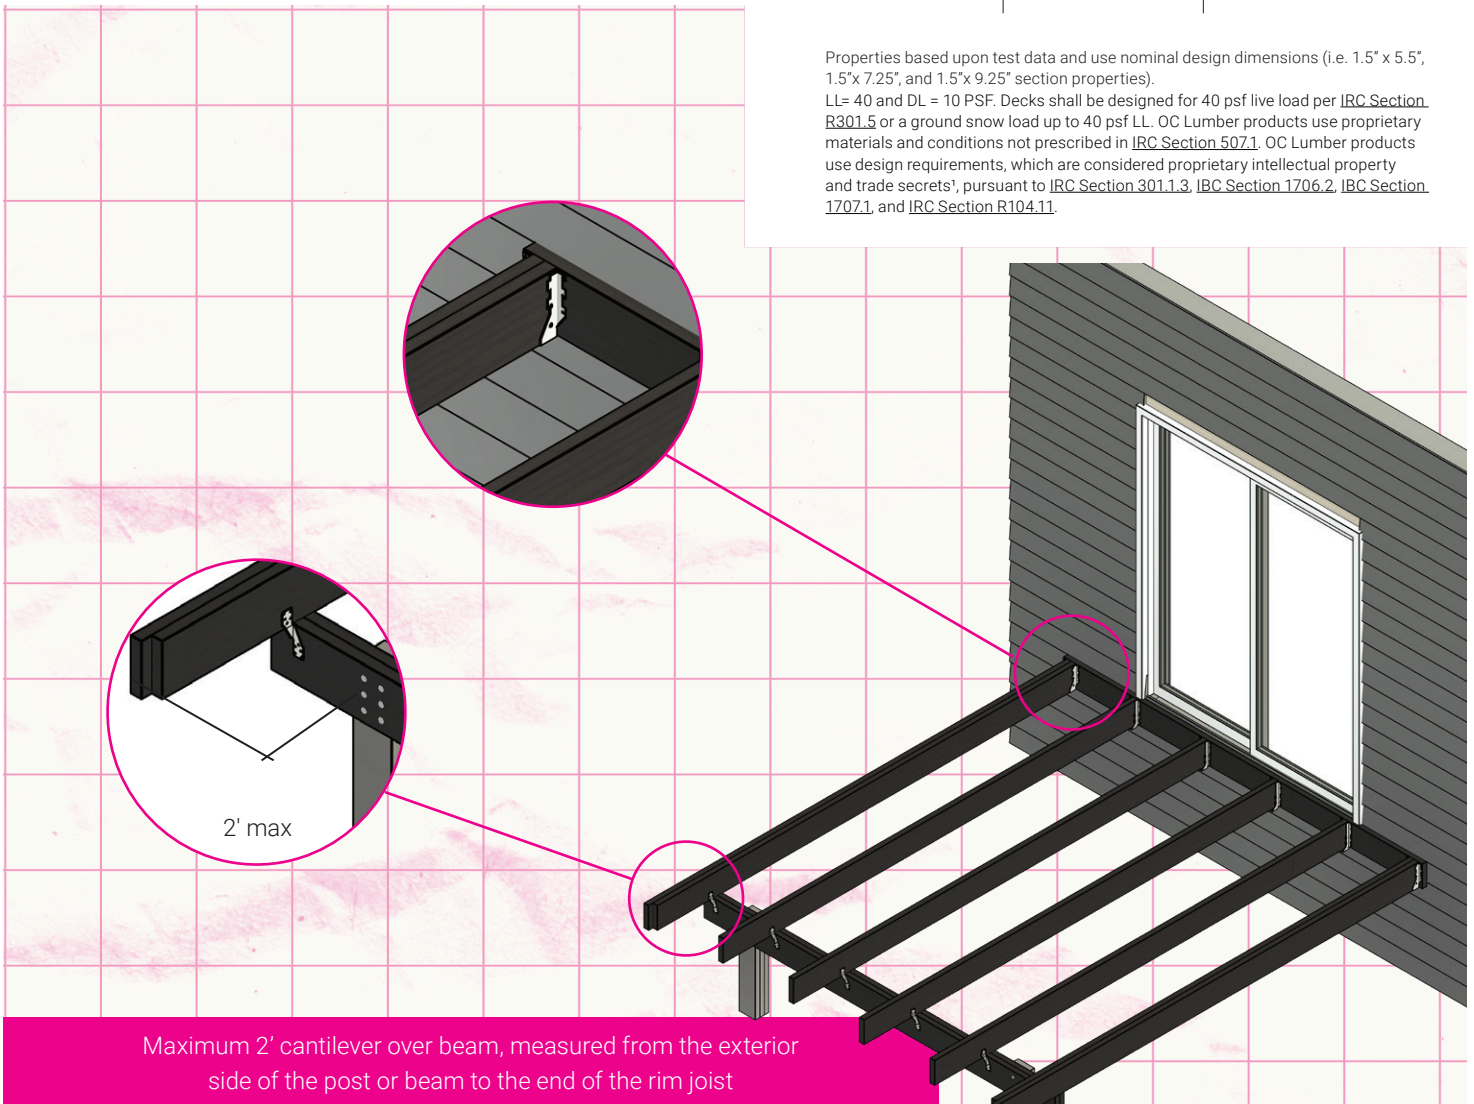 Properties based upon test data and use nominal design dimensions (i.e. 1.5” x 5.5”,
1.5”x 7.25”, and 1.5”x 9.25” section properties).
LL= 40 and DL = 10 PSF. Decks shall be designed for 40 psf live load per IRC Section
R301.5 or a ground snow load up to 40 psf LL. OC Lumber products use proprietary
materials and conditions not prescribed in IRC Section 507.1. OC Lumber products
use design requirements, which are considered proprietary intellectual property
and trade secrets¹, pursuant to IRC Section 301.1.3, IBC Section 1706.2, IBC Section
1707.1, and IRC Section R104.11.
2' max
Maximum 2’ cantilever over beam, measured from the exterior
side of the post or beam to the end of the rim joist